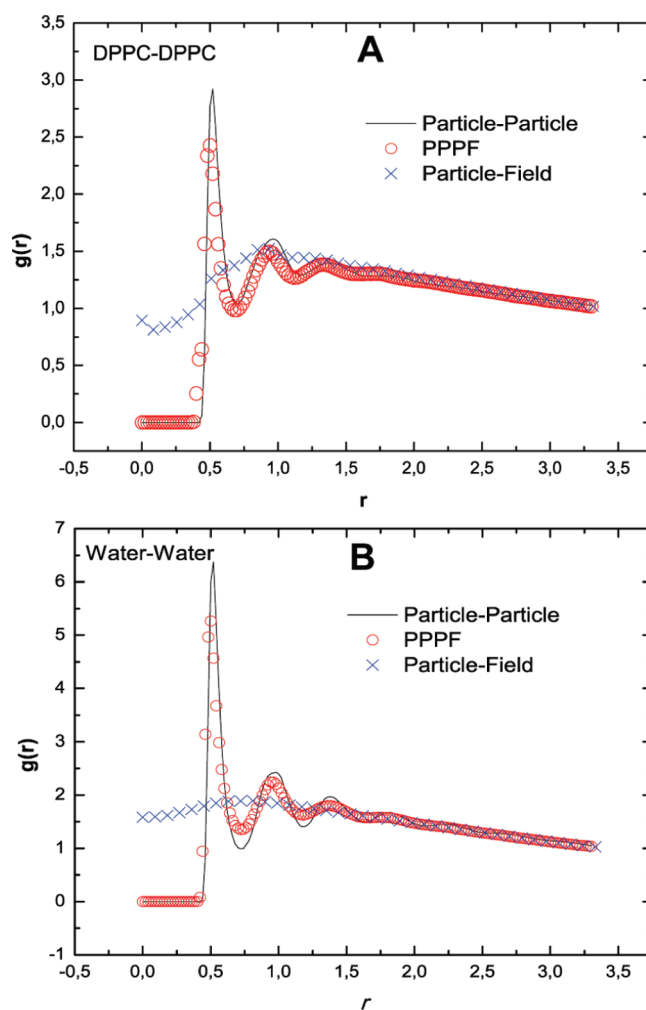 3,5
DPPC-DPPC
A
3,0
Particle-Particle
PPPF
Particle-Field
2,5
2,0
g(r)
1,5
1,0
0,5
0,0
-0,5 0,0 0,5 1,0 1,5 2,0 2,5 3,0 3,5
r
7
Water-Water
B
6
Particle-Particle
PPPF
Particle-Field
5
4
3
g(r)
2
1
0
-1
-0,5 0,0 0,5 1,0 1,5 2,0 2,5 3,0 3,5
r